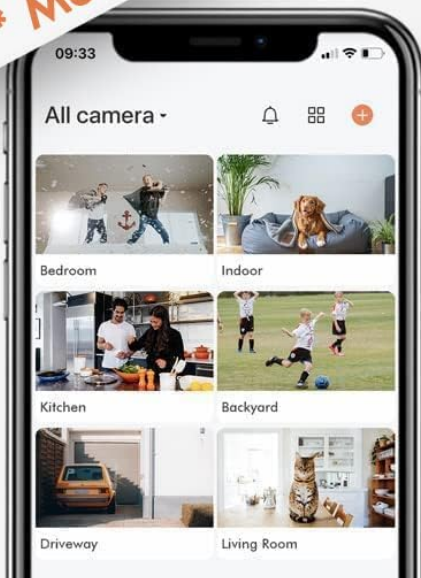 09:33
All camera
Bedroom
Indoor
Kitchen
Backyard
Driveway
Living Room